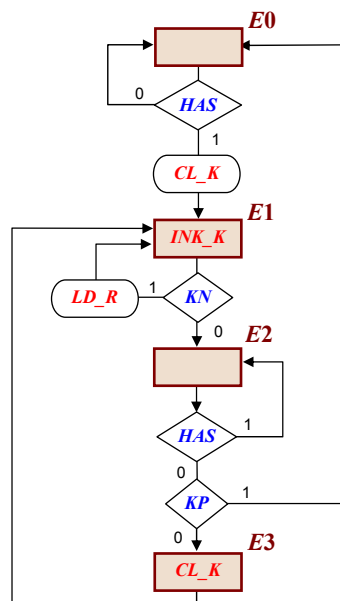 E0
0
HAS
1
CL_K
E1
INK_K
LD_R
1
KN
0
E2
HAS
1
0
KP
1
0
E3
CL_K